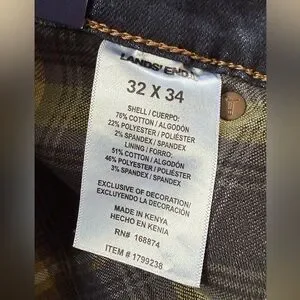 LANDS' END
32 X 34
SHELL / CUERPO:
76% COTTON / ALGODÓN
22% POLYESTER / POLIÉSTER
2% SPANDEX / SPANDEX
LINING / FORRO:
51% COTTON / ALGODÓN
46% POLYESTER / POLIÉSTER
3% SPANDEX / SPANDEX
EXCLUSIVE OF DECORATION/
EXCLUYENDO LA DECORACIÓN
MADE IN KENYA
HECHO EN KENIA
RN# 168874
ITEM # 1799238